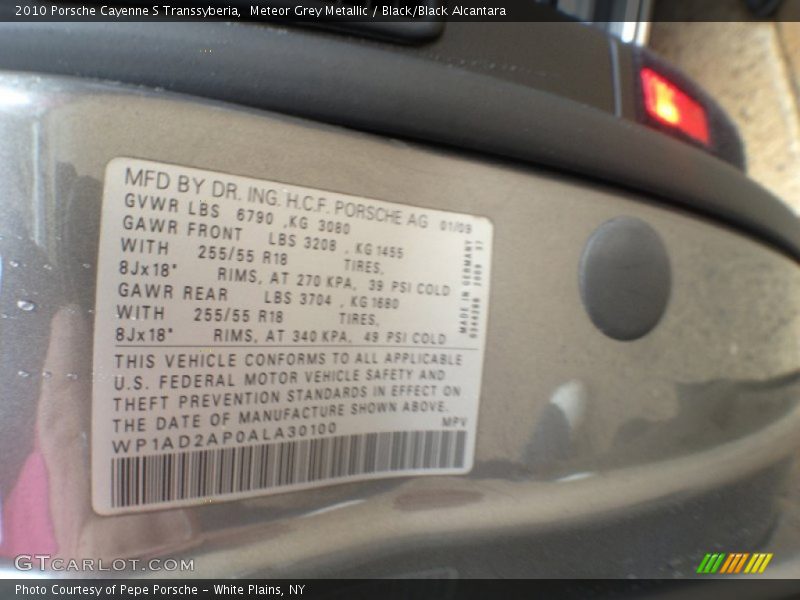 2010 Porsche Cayenne S Transsyberia,  Meteor Grey Metallic / Black/Black Alcantara
MFD BY DR. ING. H.C.F. PORSCHE AG 01/09
GVWR LBS 6790 ,KG 3080
GAWR FRONT LBS 3208 , KG 1455
WITH 255/55 R18 TIRES,
8Jx18" RIMS, AT 270 KPA, 39 PSI COLD
GAWR REAR LBS 3704 , KG 1680
WITH 255/55 R18 TIRES,
8Jx18" RIMS, AT 340 KPA, 49 PSI COLD
MADE IN GERMANY
THIS VEHICLE CONFORMS TO ALL APPLICABLE
U.S. FEDERAL MOTOR VEHICLE SAFETY AND
THEFT PREVENTION STANDARDS IN EFFECT ON
THE DATE OF MANUFACTURE SHOWN ABOVE.
WP1AD2AP0ALA30100 MPV
GTCARLOT.COM
Photo Courtesy of Pepe Porsche - White Plains, NY